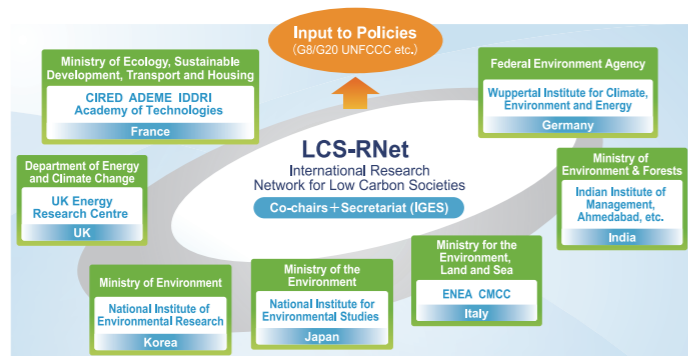 Input to Policies
(G8/G20 UNFCCC etc.)
Ministry of Ecology, Sustainable
Development, Transport and Housing
CIRED ADEME IDDRI
Academy of Technologies
France
Federal Environment Agency
Wuppertal Institute for Climate,
Environment and Energy
Germany
LCS-RNet
International Research
Network for Low Carbon Societies
Co-chairs+Secretariat (IGES)
Department of Energy
and Climate Change
UK Energy
Research Centre
UK
Ministry of
Environment & Forests
Indian Institute of
Management,
Ahmedabad, etc.
India
Ministry of Environment
National Institute of
Environmental Research
Korea
Ministry of the
Environment
National Institute for
Environmental Studies
Japan
Ministry for the
Environment,
Land and Sea
ENEA CMCC
Italy